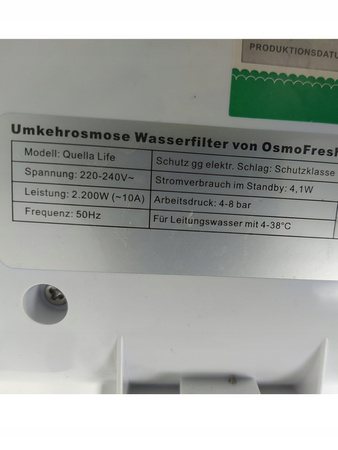 PRODUKTIONSDATU
Umkehrosmose Wasserfilter von OsmoFresh
Modell: Quella Life
Schutz gg elektr. Schlag: Schutzklasse
Spannung: 220-240V~
Stromverbrauch im Standby: 4,1W
Leistung: 2.200W (~10A)
Arbeitsdruck: 4-8 bar
Frequenz: 50Hz
Für Leitungswasser mit 4-38°C